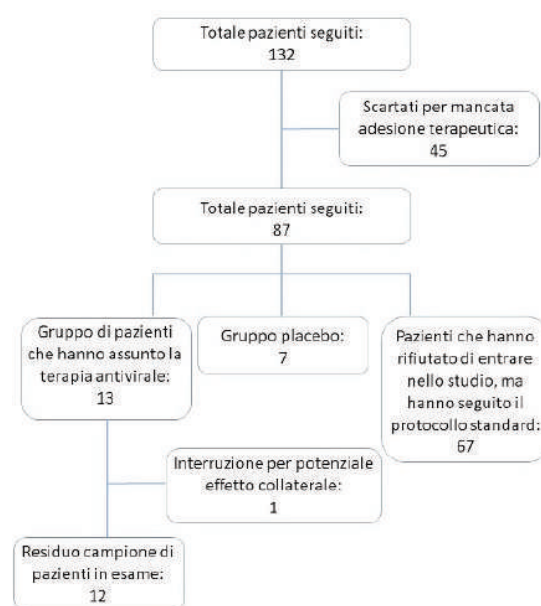 Totale pazienti seguiti:
132
Scartati per mancata
adesione terapeutica:
45
Totale pazienti seguiti:
87
Gruppo di pazienti
che hanno assunto la
terapia antivirale:
13
Gruppo placebo:
7
Pazienti che hanno
rifiutato di entrare
nello studio, ma
hanno seguito il
protocollo standard:
67
Interruzione per potenziale
effetto collaterale:
1
Residuo campione di
pazienti in esame:
12